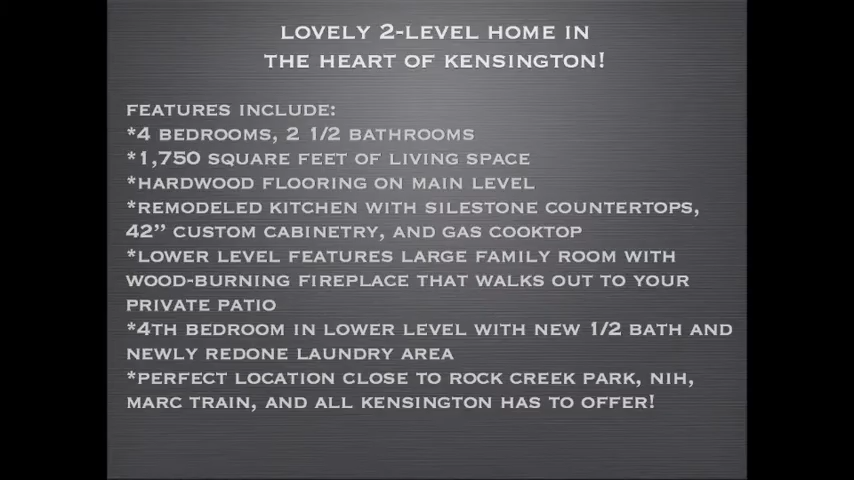 LOVELY 2-LEVEL HOME IN
THE HEART OF KENSINGTON!
FEATURES INCLUDE:
*4 BEDROOMS, 2 1/2 BATHROOMS
*1,750 SQUARE FEET OF LIVING SPACE
*HARDWOOD FLOORING ON MAIN LEVEL
*REMODELED KITCHEN WITH SILESTONE COUNTERTOPS,
42” CUSTOM CABINETRY, AND GAS COOKTOP
*LOWER LEVEL FEATURES LARGE FAMILY ROOM WITH
WOOD-BURNING FIREPLACE THAT WALKS OUT TO YOUR
PRIVATE PATIO
*4TH BEDROOM IN LOWER LEVEL WITH NEW 1/2 BATH AND
NEWLY REDONE LAUNDRY AREA
*PERFECT LOCATION CLOSE TO ROCK CREEK PARK, NIH,
MARC TRAIN, AND ALL KENSINGTON HAS TO OFFER!